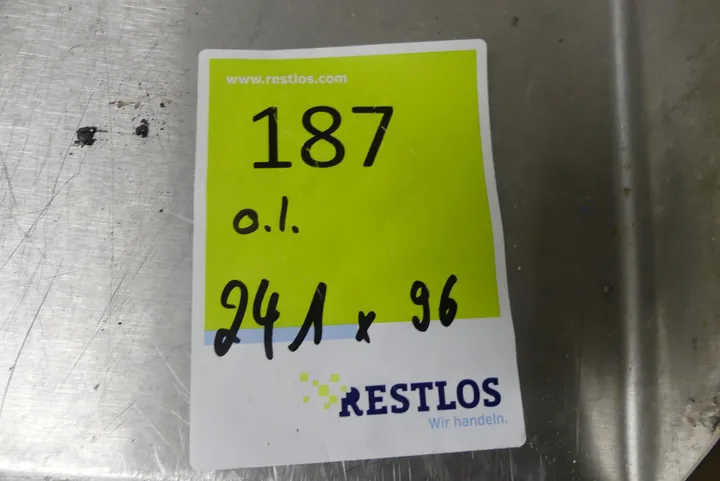 www.restlos.com
187
o.l.
241 x 96
RESTLOS
Wir handeln.